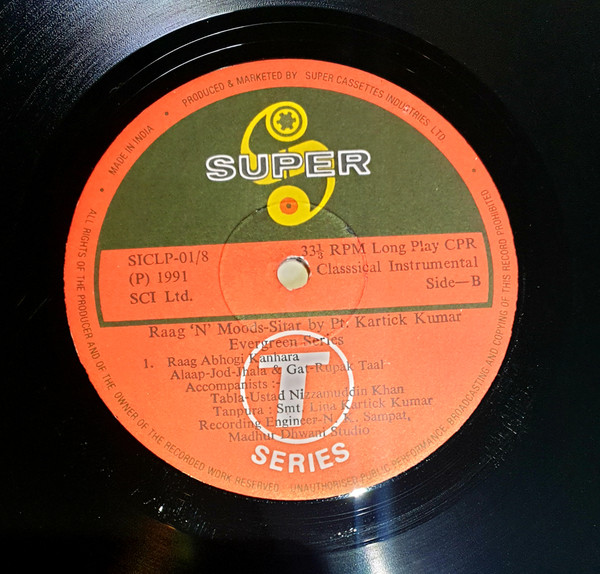 • MADE IN INDIA • PRODUCED & MARKETED BY SUPER CASSETTES INDUSTRIES LTD. •
SUPER
SICLP-01/8
(P) 1991
SCI Ltd.
33⅓ RPM Long Play CPR
Classsical Instrumental
Side—B
Raag 'N' Moods-Sitar by Pt. Kartick Kumar
Evergreen Series
1. Raag Abhogi Kanhara
Alaap-Jod-Jhala & Gat-Rupak Taal
Accompanists :-
Tabla-Ustad Nizzamuddin Khan
Tanpura : Smt. Lina Kartick Kumar
Recording Engineer-N. K. Sampat,
Madhur Dhwani Studio
T
SERIES
ALL RIGHTS OF THE PRODUCER AND OF THE OWNER OF THE RECORDED WORK RESERVED - UNAUTHORISED PUBLIC PERFORMANCE, BROADCASTING AND COPYING OF THIS RECORD PROHIBITED